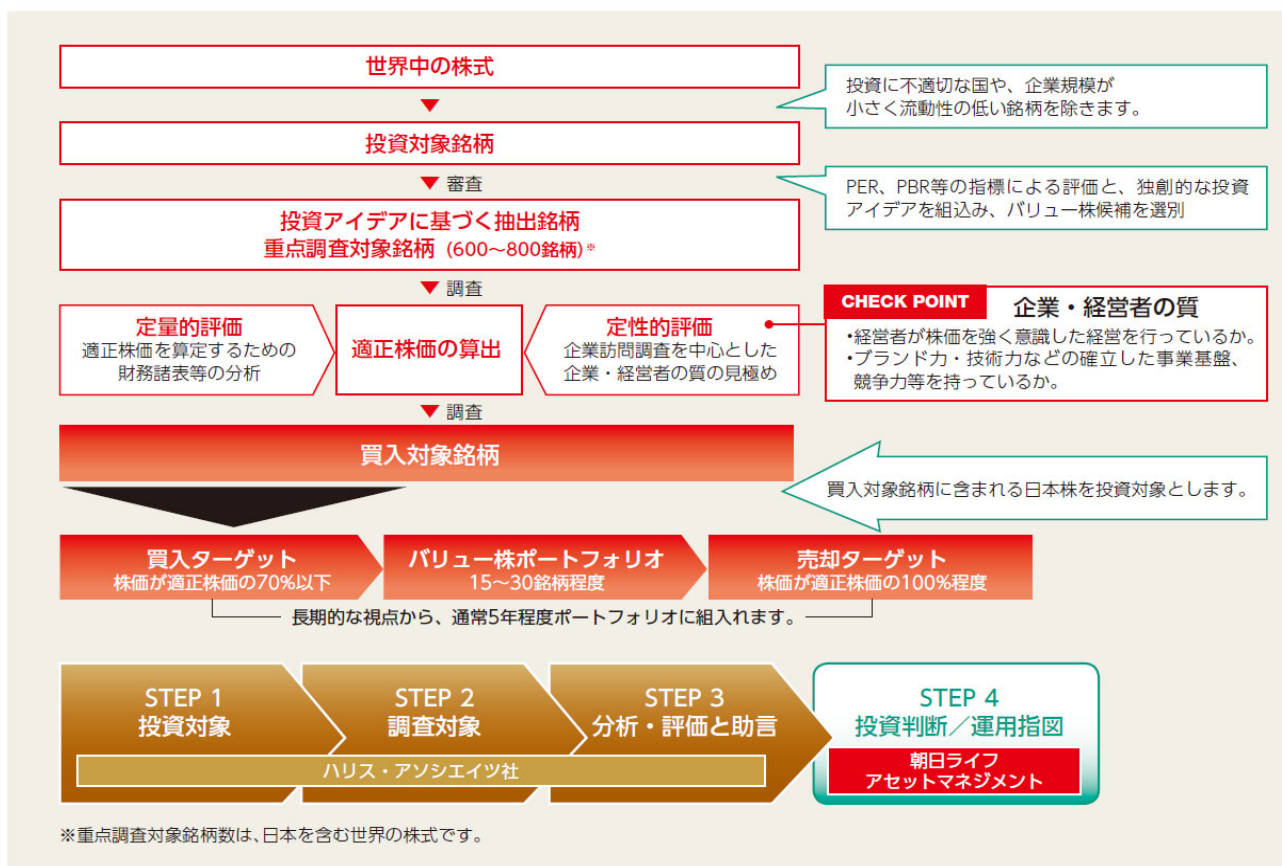 世界中の株式
▼
投資に不適切な国や、企業規模が
小さく流動性の低い銘柄を除きます。
投資対象銘柄
▼ 審査
PER、PBR等の指標による評価と、独創的な投資
アイデアを組込み、バリュー株候補を選別
投資アイデアに基づく抽出銘柄
重点調査対象銘柄 (600～800銘柄)※
▼ 調査
定量的評価
適正株価を算定するための
財務諸表等の分析
適正株価の算出
定性的評価
企業訪問調査を中心とした
企業・経営者の質の見極め
CHECK POINT 企業・経営者の質
・経営者が株価を強く意識した経営を行っているか。
・ブランド力・技術力などの確立した事業基盤、
競争力等を持っているか。
▼ 調査
買入対象銘柄
買入対象銘柄に含まれる日本株を投資対象とします。
買入ターゲット
株価が適正株価の70%以下
バリュー株ポートフォリオ
15～30銘柄程度
売却ターゲット
株価が適正株価の100%程度
長期的な視点から、通常5年程度ポートフォリオに組入れます。
STEP 1
投資対象
STEP 2
調査対象
STEP 3
分析・評価と助言
ハリス・アソシエイツ社
STEP 4
投資判断／運用指図
朝日ライフ
アセットマネジメント
※重点調査対象銘柄数は、日本を含む世界の株式です。